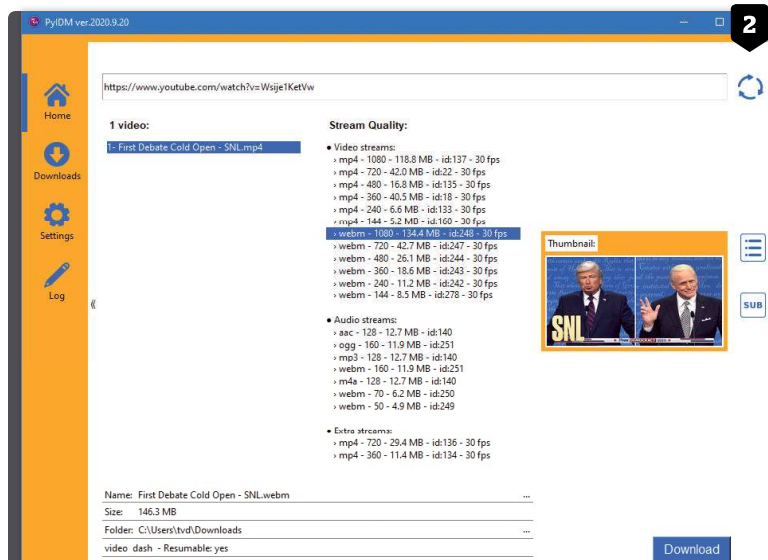 PyIDM ver.2020.9.20
2
https://www.youtube.com/watch?v=Wsije1KetVw
Home
Downloads
Settings
Log
1 video:
1- First Debate Cold Open - SNL.mp4
Stream Quality:
● Video streams:
› mp4 - 1080 - 118.8 MB - id:137 - 30 fps
› mp4 - 720 - 42.0 MB - id:22 - 30 fps
› mp4 - 480 - 16.8 MB - id:135 - 30 fps
› mp4 - 360 - 40.5 MB - id:18 - 30 fps
› mp4 - 240 - 6.6 MB - id:133 - 30 fps
› mp4 - 144 - 5.2 MB - id:160 - 30 fps
› webm - 1080 - 134.4 MB - id:248 - 30 fps
› webm - 720 - 42.7 MB - id:247 - 30 fps
› webm - 480 - 26.1 MB - id:244 - 30 fps
› webm - 360 - 18.6 MB - id:243 - 30 fps
› webm - 240 - 11.2 MB - id:242 - 30 fps
› webm - 144 - 8.5 MB - id:278 - 30 fps
● Audio streams:
› aac - 128 - 12.7 MB - id:140
› ogg - 160 - 11.9 MB - id:251
› mp3 - 128 - 12.7 MB - id:140
› webm - 160 - 11.9 MB - id:251
› m4a - 128 - 12.7 MB - id:140
› webm - 70 - 6.2 MB - id:250
› webm - 50 - 4.9 MB - id:249
● Extra streams:
› mp4 - 720 - 29.4 MB - id:136 - 30 fps
› mp4 - 360 - 11.4 MB - id:134 - 30 fps
Thumbnail:
SNL
SUB
«
Name: First Debate Cold Open - SNL.webm ...
Size: 146.3 MB
Folder: C:\Users\tvd\Downloads ...
video dash - Resumable: yes
Download